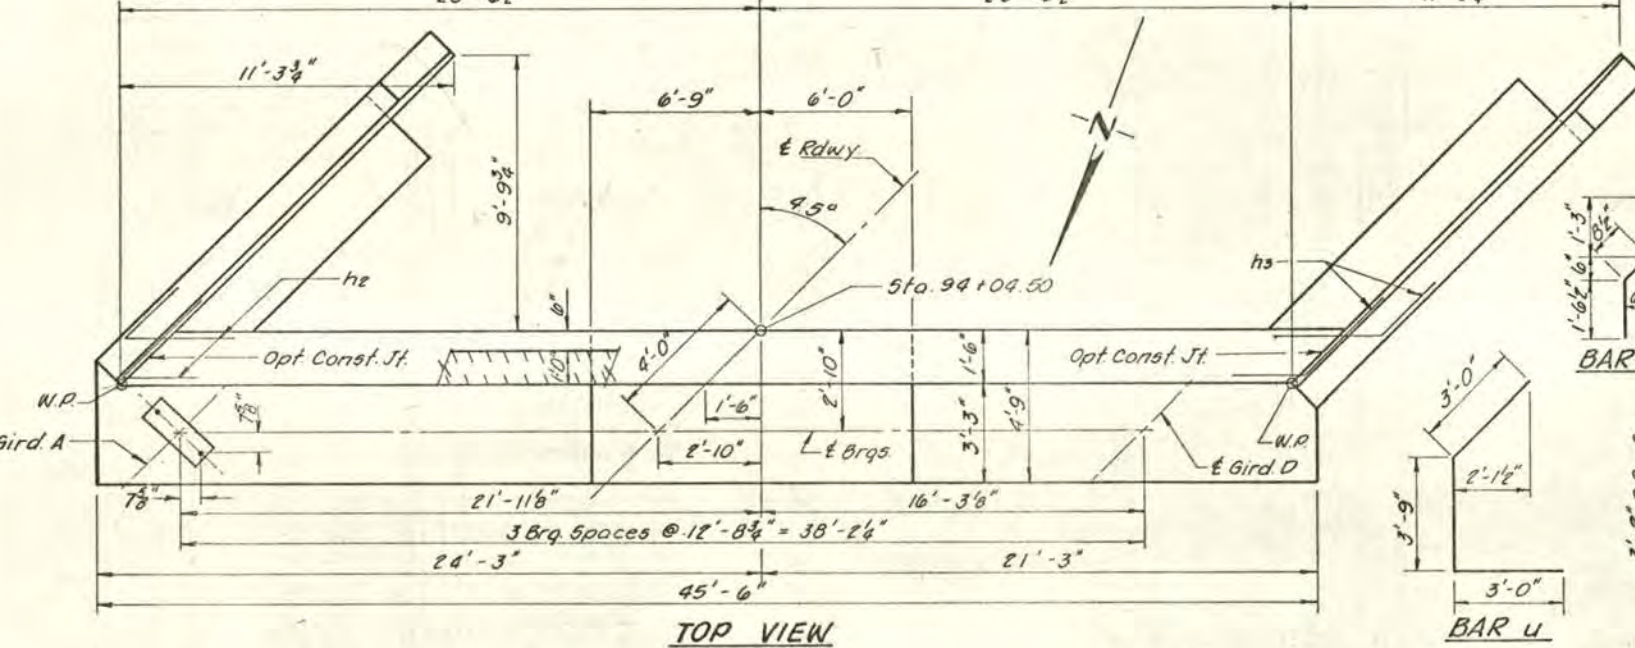 11'-3¾"
6'-9"
6'-0"
℄ Rdwy.
N
45°
9'-9¾"
h2
Sta. 94+04.50
h3
6"
Opt. Const. Jt.
1'-0"
4'-0"
2'-10"
1'-6"
Opt. Const. Jt.
W.P.
7⅝"
1'-6"
3'-3"
4'-9"
Gird. A
2'-10"
℄ Brgs.
W.P.
℄ Gird. D
7⅝"
21'-11⅛"
16'-3⅛"
3 Brg. Spaces @ 12'-8¾" = 38'-2¼"
24'-3"
21'-3"
45'-6"
TOP VIEW
1'-3"
8½"
6"
1'-6½"
BAR
3'-0"
2'-1½"
3'-9"
3'-0"
BAR u